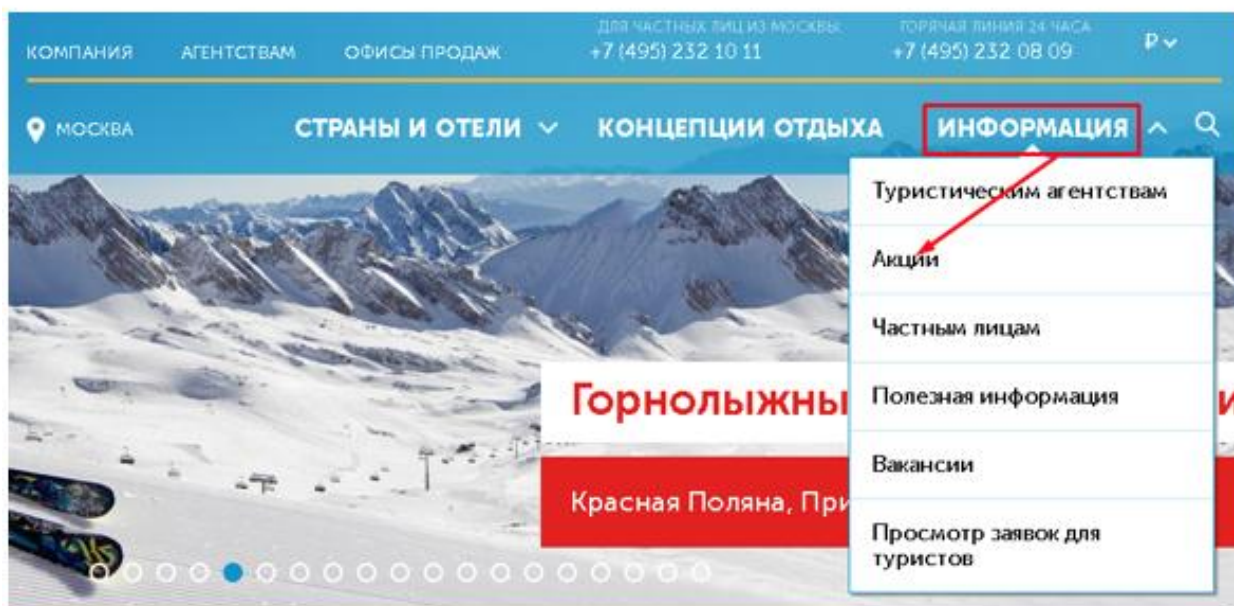 ДЛЯ ЧАСТНЫХ ЛИЦ ИЗ МОСКВЫ:
ГОРЯЧАЯ ЛИНИЯ 24 ЧАСА
КОМПАНИЯ АГЕНТСТВАМ ОФИСЫ ПРОДАЖ +7 (495) 232 10 11 +7 (495) 232 08 09 ₽
МОСКВА СТРАНЫ И ОТЕЛИ КОНЦЕПЦИИ ОТДЫХА ИНФОРМАЦИЯ
Туристическим агентствам
Акции
Частным лицам
Горнолыжны
Полезная информация
Вакансии
Красная Поляна, При
Просмотр заявок для
туристов